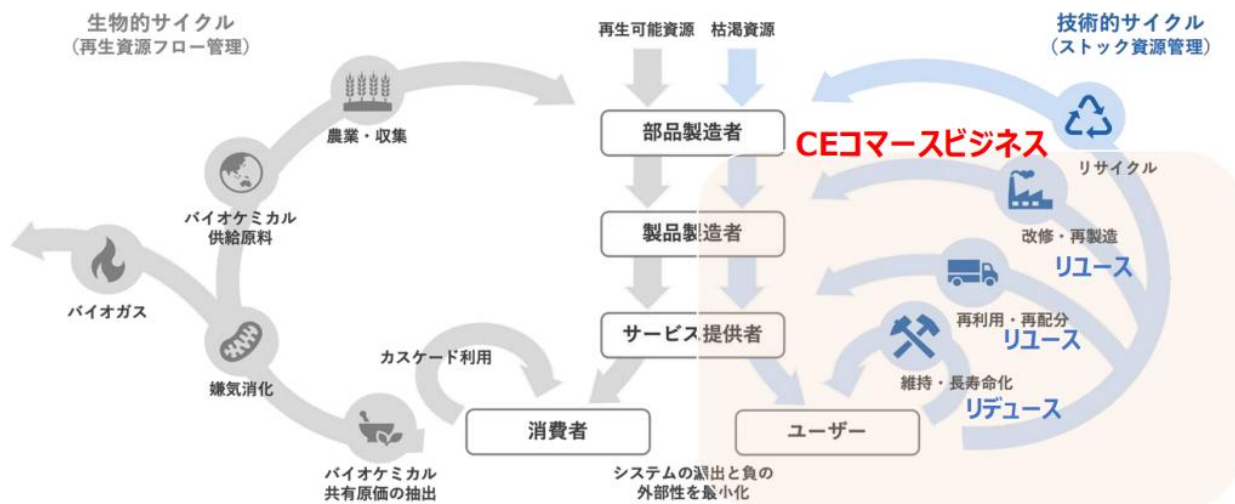 生物的サイクル
（再生資源フロー管理）
再生可能資源
枯渇資源
技術的サイクル
（ストック資源管理）
農業・収集
部品製造者
CEコマースビジネス
リサイクル
バイオケミカル
供給原料
製品製造者
改修・再製造
リユース
バイオガス
サービス提供者
再利用・再配分
リユース
カスケード利用
嫌気消化
維持・長寿命化
リデュース
消費者
ユーザー
バイオケミカル
共有原価の抽出
システムの漏出と負の
外部性を最小化